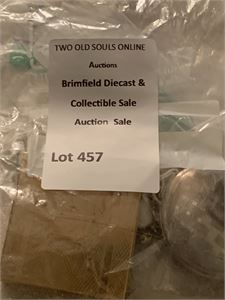 TWO OLD SOULS ONLINE
Auctions
Brimfield Diecast &
Collectible Sale
Auction Sale
Lot 457